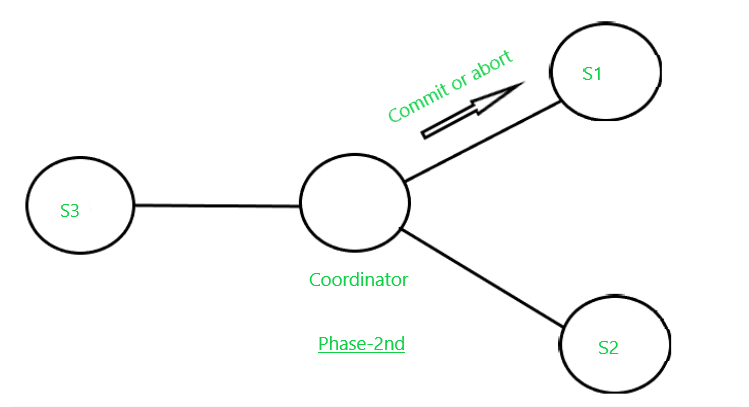 Commit or abort
S1
S3
Coordinator
Phase-2nd
S2